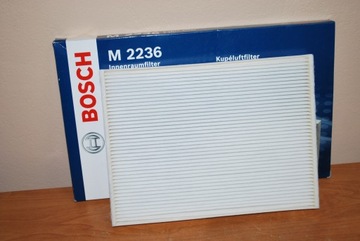 BOSCH
M 2236
Innenraumfilter
Kupéluftfilter